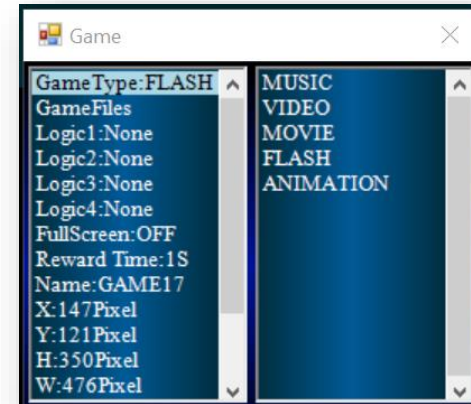 Game
GameType:FLASH
GameFiles
Logic1:None
Logic2:None
Logic3:None
Logic4:None
FullScreen:OFF
Reward Time:1S
Name:GAME17
X:147Pixel
Y:121Pixel
H:350Pixel
W:476Pixel
MUSIC
VIDEO
MOVIE
FLASH
ANIMATION